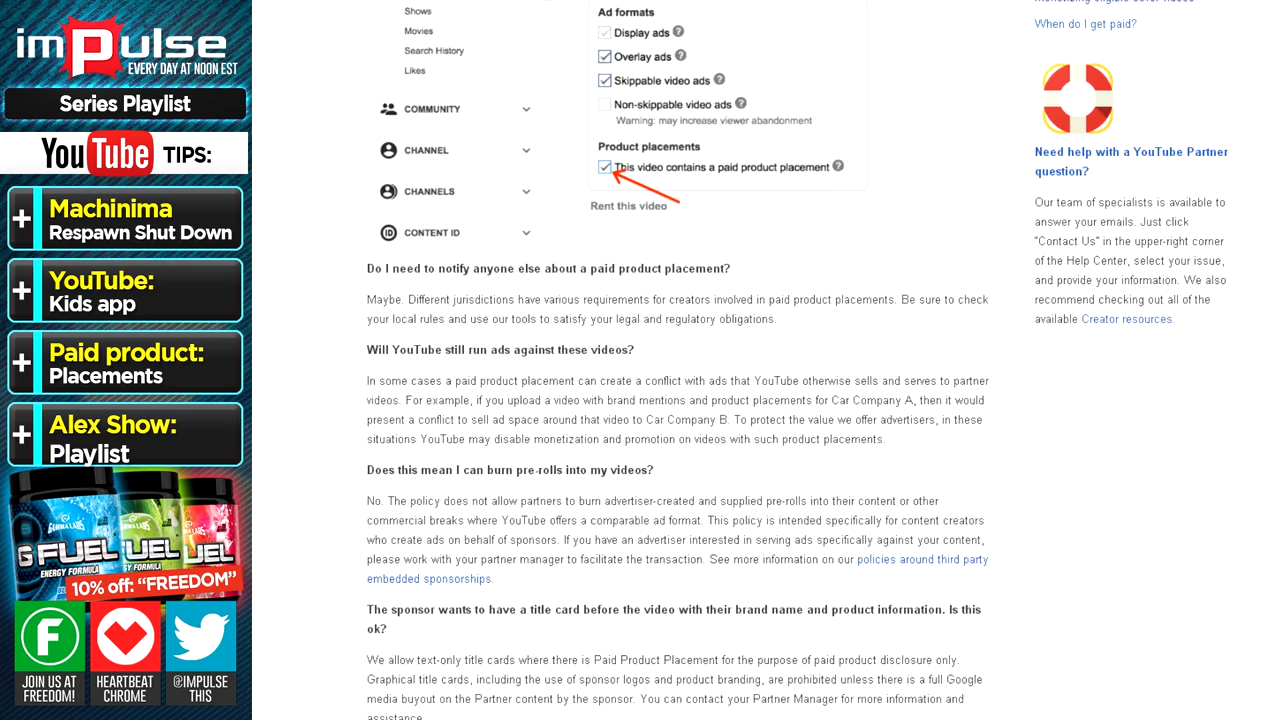 imPulse
EVERY DAY AT NOON EST
Series Playlist
YouTube TIPS:
+ Machinima
Respawn Shut Down
+ YouTube:
Kids app
+ Paid product:
Placements
+ Alex Show:
Playlist
GAMMA LABS
G FUEL
ENERGY FORMULA
10% off: "FREEDOM"
JOIN US AT
FREEDOM!
HEARTBEAT
CHROME
@IMPULSE
THIS
Shows
Movies
Search History
Likes
COMMUNITY
CHANNEL
CHANNELS
CONTENT ID
Ad formats
Display ads ?
Overlay ads ?
Skippable video ads ?
Non-skippable video ads ?
Warning: may increase viewer abandonment
Product placements
This video contains a paid product placement ?
Rent this video
Do I need to notify anyone else about a paid product placement?
Maybe. Different jurisdictions have various requirements for creators involved in paid product placements. Be sure to check
your local rules and use our tools to satisfy your legal and regulatory obligations.
Will YouTube still run ads against these videos?
In some cases a paid product placement can create a conflict with ads that YouTube otherwise sells and serves to partner
videos. For example, if you upload a video with brand mentions and product placements for Car Company A, then it would
present a conflict to sell ad space around that video to Car Company B. To protect the value we offer advertisers, in these
situations YouTube may disable monetization and promotion on videos with such product placements.
Does this mean I can burn pre-rolls into my videos?
No. The policy does not allow partners to burn advertiser-created and supplied pre-rolls into their content or other
commercial breaks where YouTube offers a comparable ad format. This policy is intended specifically for content creators
who create ads on behalf of sponsors. If you have an advertiser interested in serving ads specifically against your content,
please work with your partner manager to facilitate the transaction. See more information on our policies around third party
embedded sponsorships.
The sponsor wants to have a title card before the video with their brand name and product information. Is this
ok?
We allow text-only title cards where there is Paid Product Placement for the purpose of paid product disclosure only.
Graphical title cards, including the use of sponsor logos and product branding, are prohibited unless there is a full Google
media buyout on the Partner content by the sponsor. You can contact your Partner Manager for more information and
assistance.
When do I get paid?
Need help with a YouTube Partner
question?
Our team of specialists is available to
answer your emails. Just click
"Contact Us" in the upper-right corner
of the Help Center, select your issue,
and provide your information. We also
recommend checking out all of the
available Creator resources.